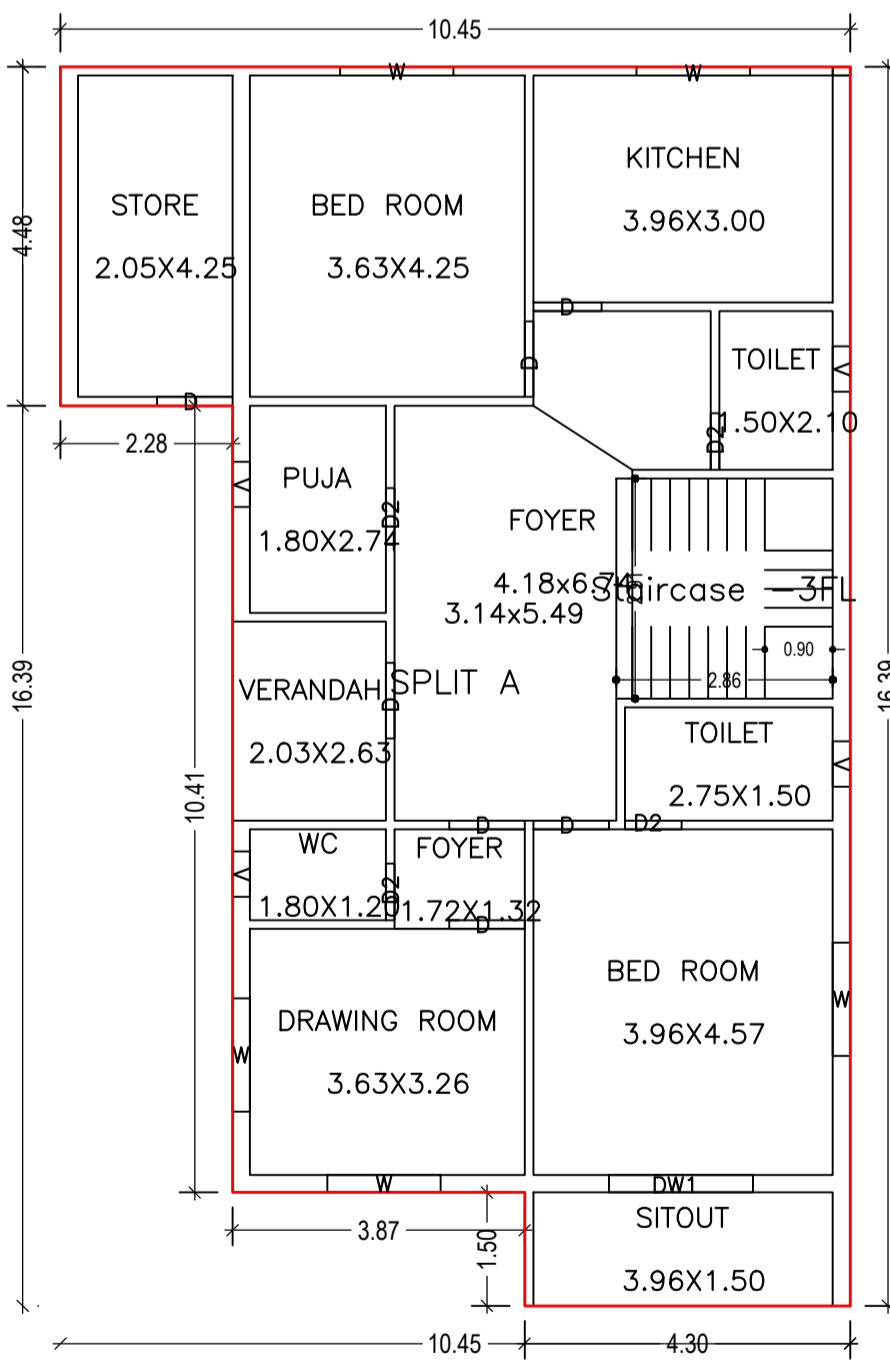 10.45
W
W
KITCHEN
3.96X3.00
STORE
2.05X4.25
BED ROOM
3.63X4.25
4.48
D
D
TOILET
1.50X2.10
V
D
D2
2.28
PUJA
1.80X2.74
V
D2
FOYER
4.18x6.74
3.14x5.49
Staircase -3FL
0.90
2.86
16.39
16.39
VERANDAH
2.03X2.63
D
SPLIT A
TOILET
2.75X1.50
V
10.41
D
D
D2
WC
1.80X1.20
V
D2
FOYER
1.72X1.32
D
BED ROOM
3.96X4.57
W
DRAWING ROOM
3.63X3.26
W
W
DW1
SITOUT
3.96X1.50
3.87
1.50
10.45
4.30